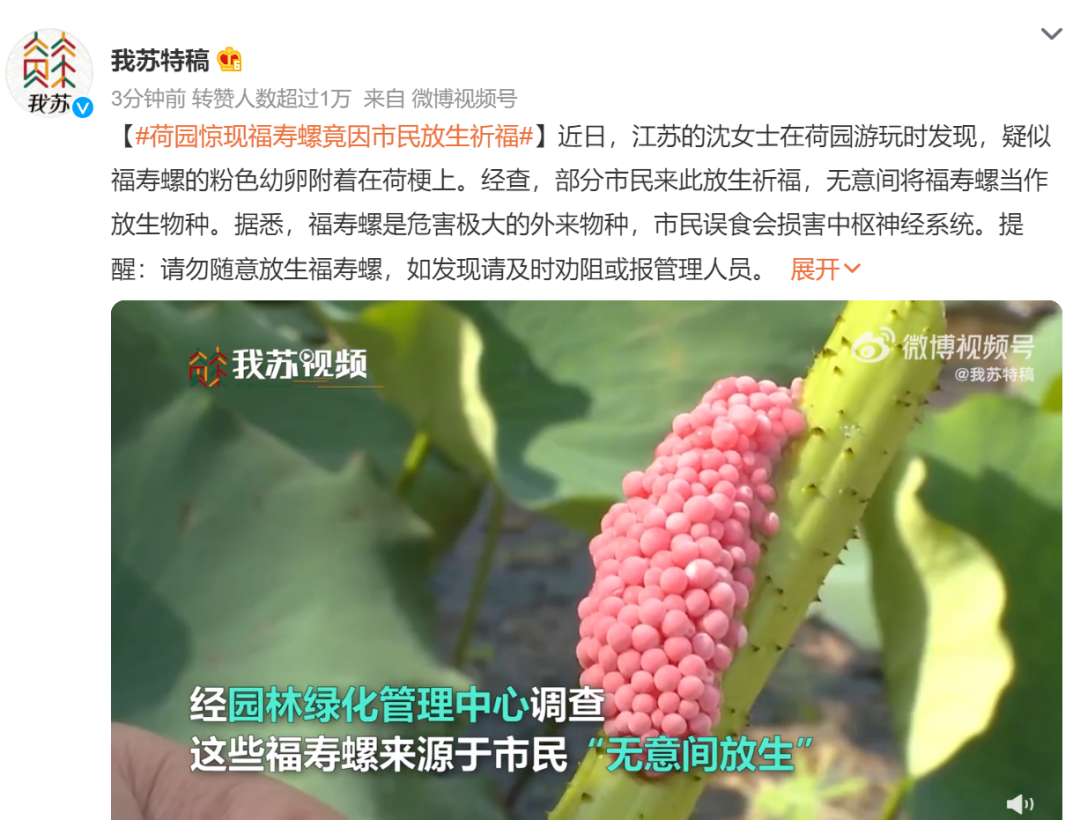 我苏特稿
我苏
3分钟前 转赞人数超过1万 来自 微博视频号
【#荷园惊现福寿螺竟因市民放生祈福#】近日，江苏的沈女士在荷园游玩时发现，疑似
福寿螺的粉色幼卵附着在荷梗上。经查，部分市民来此放生祈福，无意间将福寿螺当作
放生物种。据悉，福寿螺是危害极大的外来物种，市民误食会损害中枢神经系统。提
醒：请勿随意放生福寿螺，如发现请及时劝阻或报管理人员。 展开
我苏视频
微博视频号
@我苏特稿
经园林绿化管理中心调查
这些福寿螺来源于市民“无意间放生”